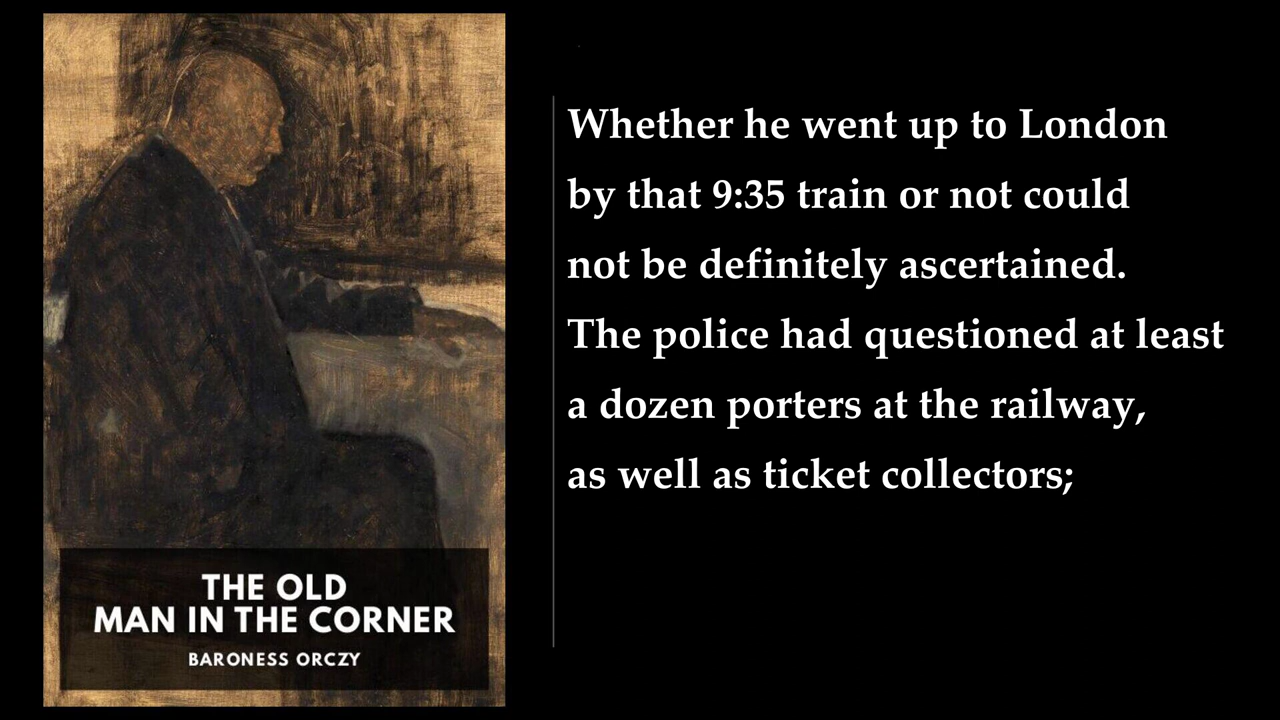 THE OLD
MAN IN THE CORNER
BARONESS ORCZY
Whether he went up to London
by that 9:35 train or not could
not be definitely ascertained.
The police had questioned at least
a dozen porters at the railway,
as well as ticket collectors;